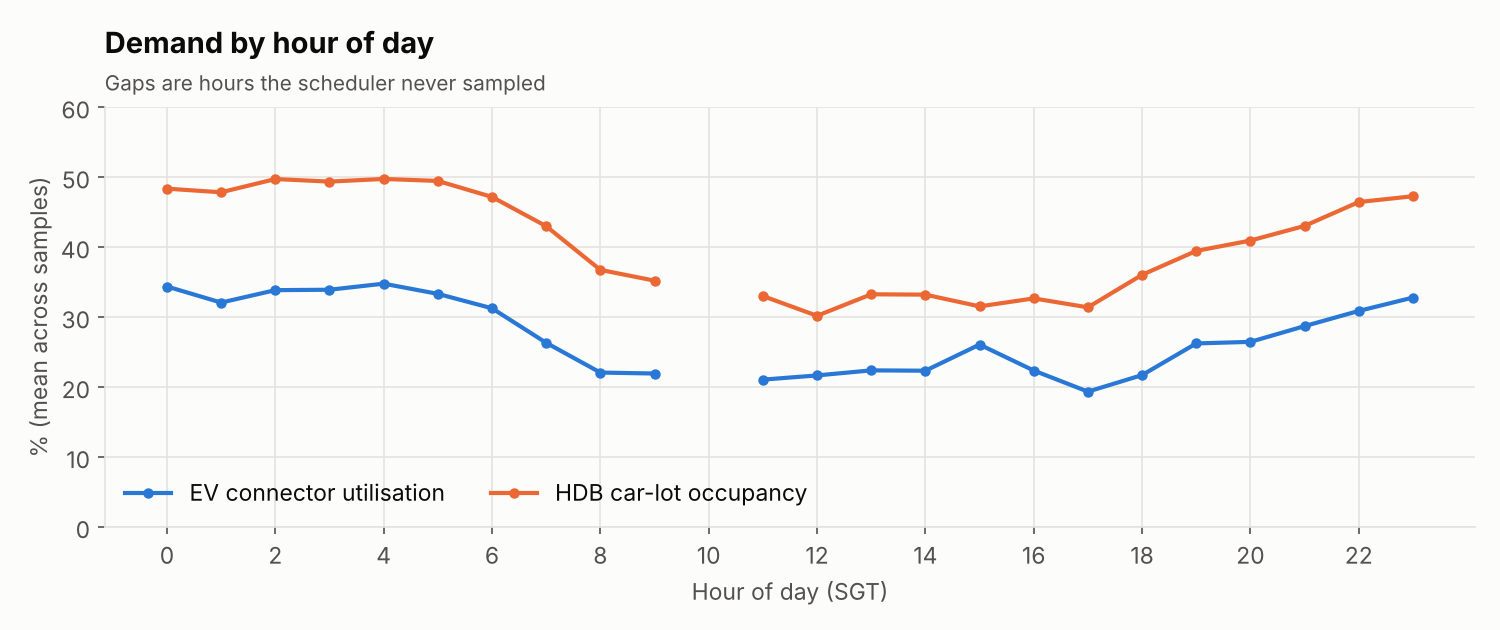 Demand by hour of day
Gaps are hours the scheduler never sampled
% (mean across samples)
60
50
40
30
20
10
0
EV connector utilisation
HDB car-lot occupancy
0 2 4 6 8 10 12 14 16 18 20 22
Hour of day (SGT)